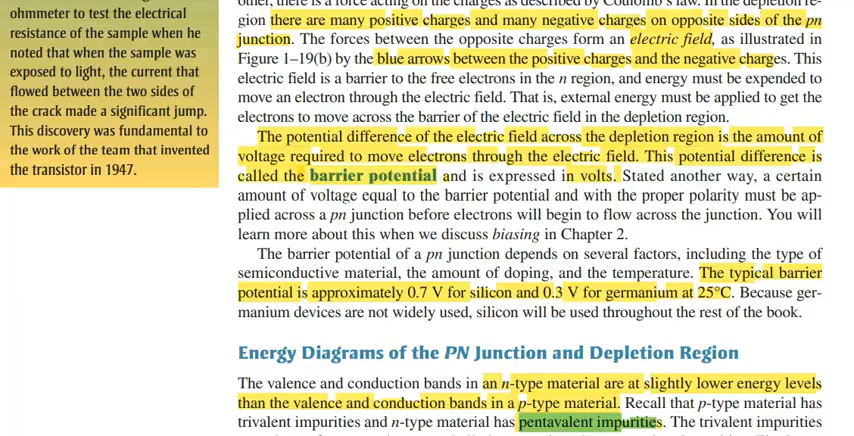 ohmmeter to test the electrical
resistance of the sample when he
noted that when the sample was
exposed to light, the current that
flowed between the two sides of
the crack made a significant jump.
This discovery was fundamental to
the work of the team that invented
the transistor in 1947.
other, there is a force acting on the charges as described by Coulomb's law. In the depletion re-
gion there are many positive charges and many negative charges on opposite sides of the pn
junction. The forces between the opposite charges form an electric field, as illustrated in
Figure 1–19(b) by the blue arrows between the positive charges and the negative charges. This
electric field is a barrier to the free electrons in the n region, and energy must be expended to
move an electron through the electric field. That is, external energy must be applied to get the
electrons to move across the barrier of the electric field in the depletion region.
The potential difference of the electric field across the depletion region is the amount of
voltage required to move electrons through the electric field. This potential difference is
called the barrier potential and is expressed in volts. Stated another way, a certain
amount of voltage equal to the barrier potential and with the proper polarity must be ap-
plied across a pn junction before electrons will begin to flow across the junction. You will
learn more about this when we discuss biasing in Chapter 2.
The barrier potential of a pn junction depends on several factors, including the type of
semiconductive material, the amount of doping, and the temperature. The typical barrier
potential is approximately 0.7 V for silicon and 0.3 V for germanium at 25°C. Because ger-
manium devices are not widely used, silicon will be used throughout the rest of the book.
Energy Diagrams of the PN Junction and Depletion Region
The valence and conduction bands in an n-type material are at slightly lower energy levels
than the valence and conduction bands in a p-type material. Recall that p-type material has
trivalent impurities and n-type material has pentavalent impurities. The trivalent impurities